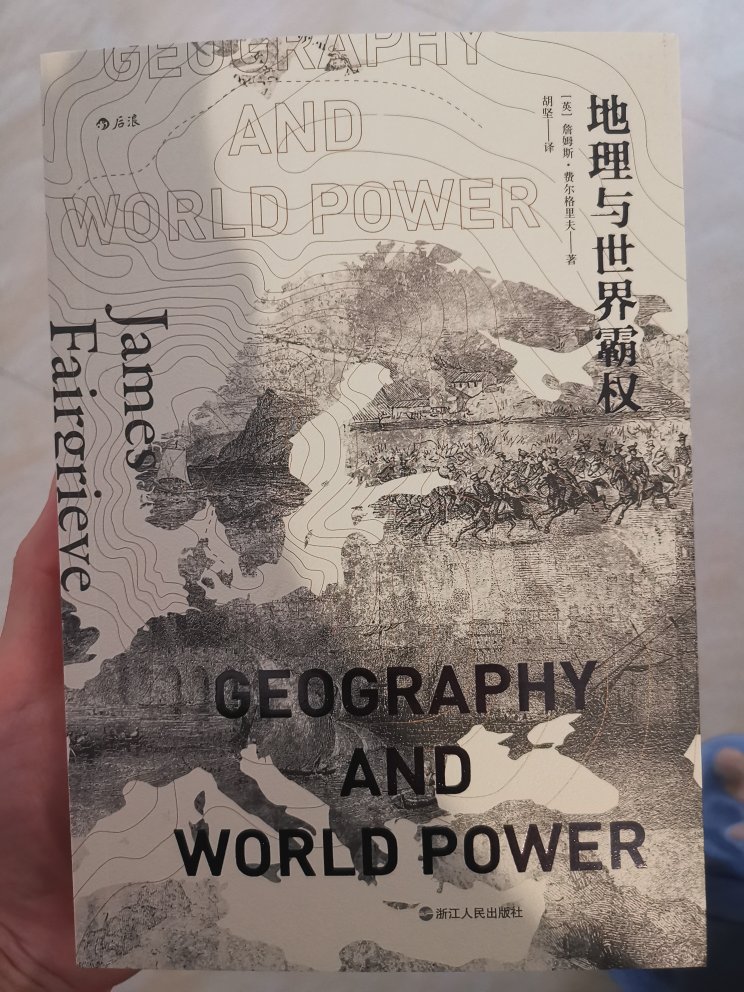 GEOGRAPHY
AND
WORLD POWER
后浪
地理与世界霸权
[英] 詹姆斯·费尔格里夫——著
胡坚——译
James
Fairgrieve
GEOGRAPHY
AND
WORLD POWER
浙江人民出版社